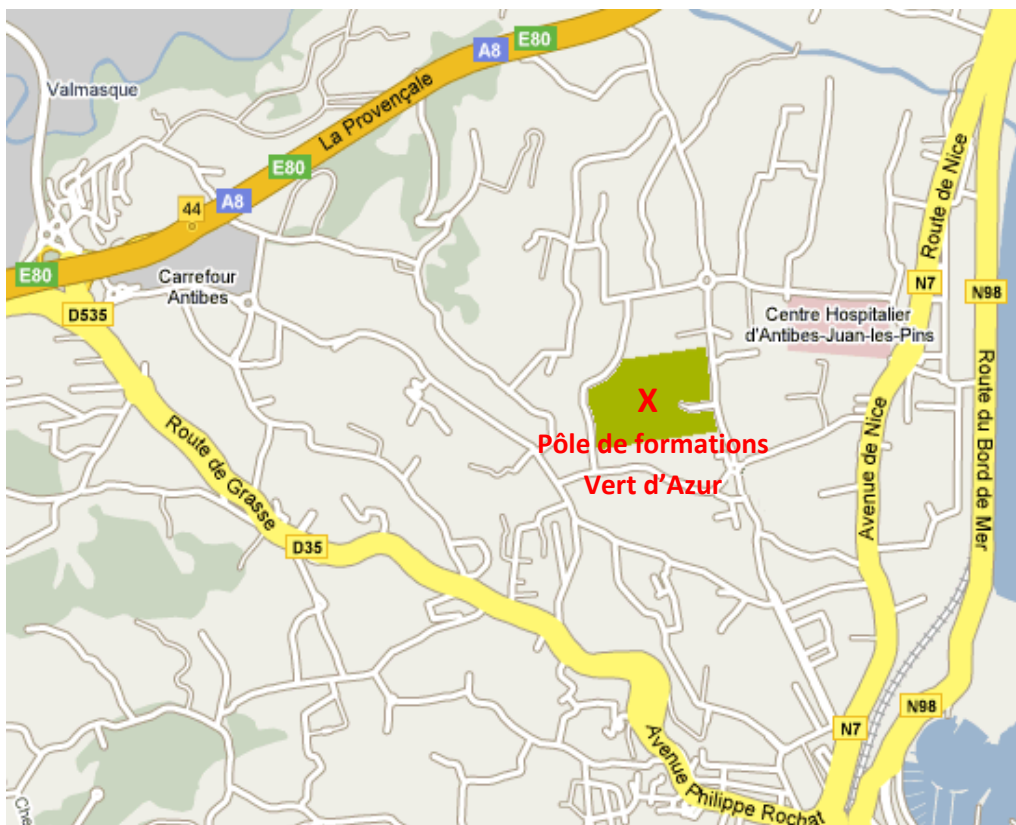 E80
A8
Valmasque
La Provençale
E80
44
A8
E80
Carrefour
Antibes
D535
Route de Nice
N7
N98
Centre Hospitalier
d'Antibes-Juan-les-Pins
Route du Bord de Mer
X
Pôle de formations
Vert d'Azur
Avenue de Nice
Route de Grasse
D35
N98
N7
Avenue Philippe Rochat
Che